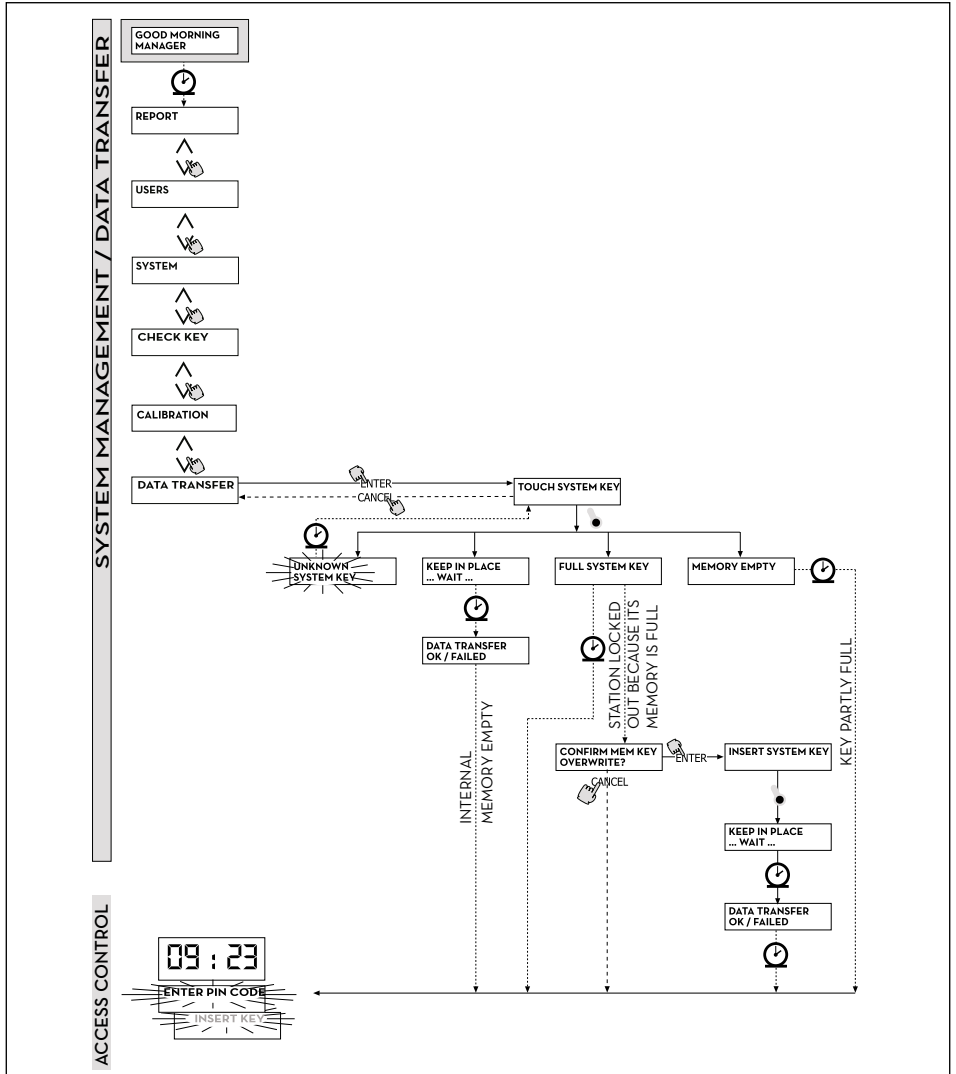 SYSTEM MANAGEMENT / DATA TRANSFER
GOOD MORNING
MANAGER
REPORT
USERS
SYSTEM
CHECK KEY
CALIBRATION
DATA TRANSFER
ENTER
CANCEL
TOUCH SYSTEM KEY
UNKNOWN
SYSTEM KEY
KEEP IN PLACE
... WAIT ...
FULL SYSTEM KEY
MEMORY EMPTY
DATA TRANSFER
OK / FAILED
STATION LOCKED
OUT BECAUSE ITS
MEMORY IS FULL
KEY PARTLY FULL
INTERNAL
MEMORY EMPTY
CONFIRM MEM KEY
OVERWRITE?
ENTER
CANCEL
INSERT SYSTEM KEY
KEEP IN PLACE
... WAIT ...
DATA TRANSFER
OK / FAILED
ACCESS CONTROL
09 : 23
ENTER PIN CODE
INSERT KEY